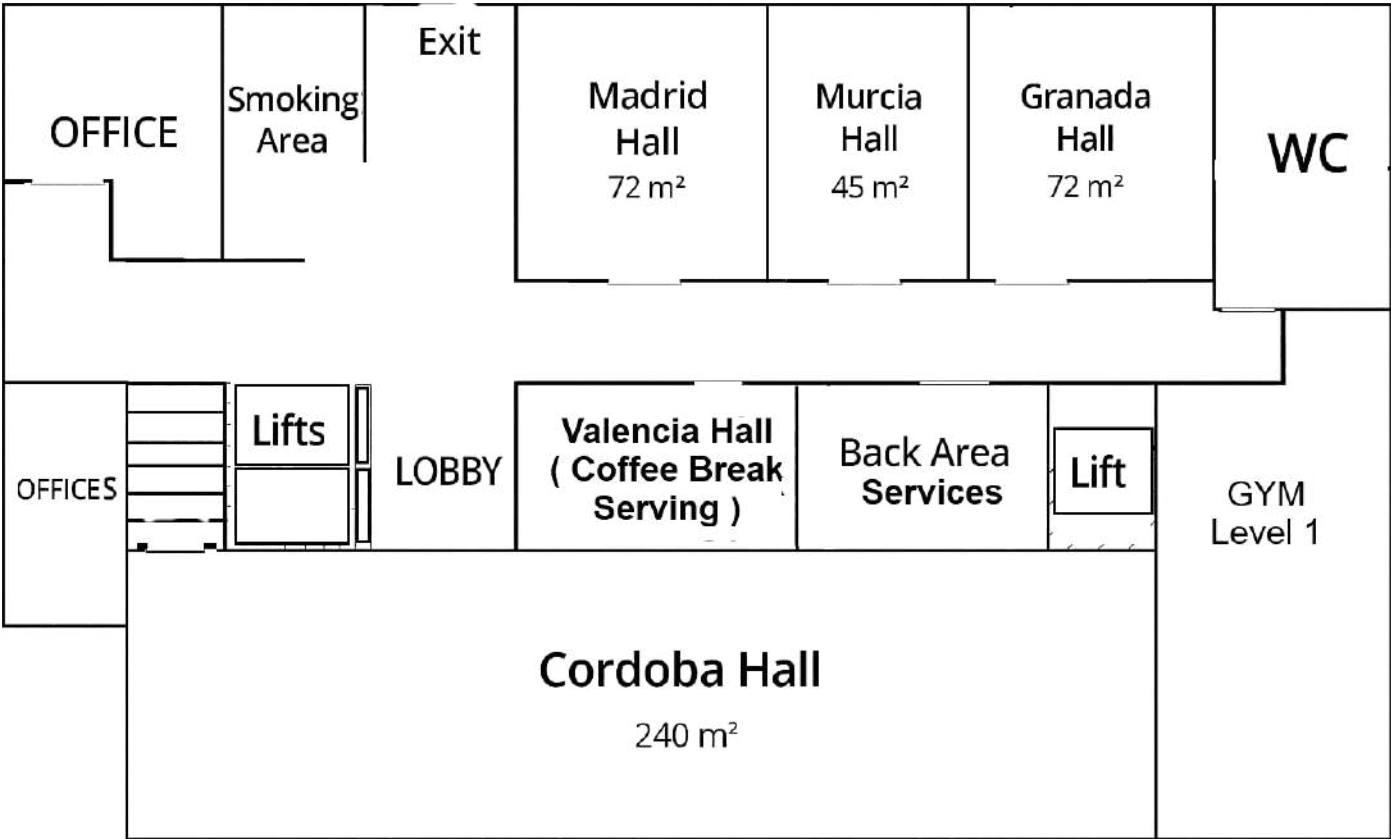 Exit
OFFICE
Smoking
Area
Madrid
Hall
72 m²
Murcia
Hall
45 m²
Granada
Hall
72 m²
WC
OFFICES
Lifts
LOBBY
Valencia Hall
( Coffee Break
Serving )
Back Area
Services
Lift
GYM
Level 1
Cordoba Hall
240 m²